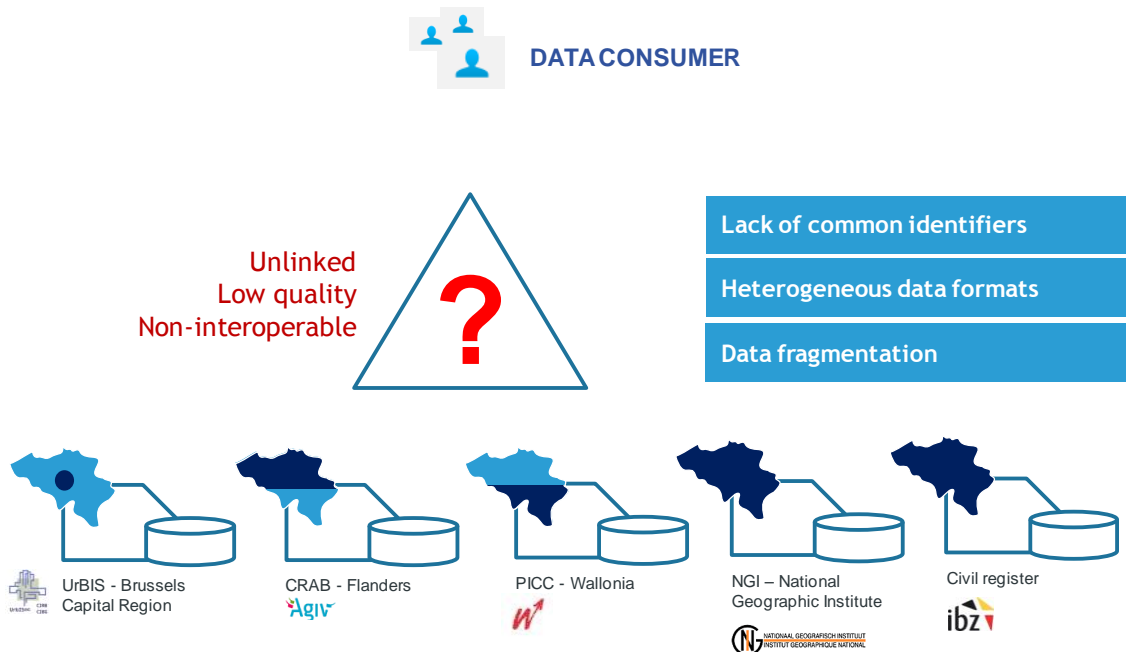 DATA CONSUMER
Unlinked
Low quality
Non-interoperable
?
Lack of common identifiers
Heterogeneous data formats
Data fragmentation
UrBIS - Brussels
Capital Region
CRAB - Flanders
Agiv
PICC - Wallonia
W
NGI – National
Geographic Institute
NGI
NATIONAAL GEOGRAFISCH INSTITUUT
INSTITUT GEOGRAPHIQUE NATIONAL
Civil register
ibz